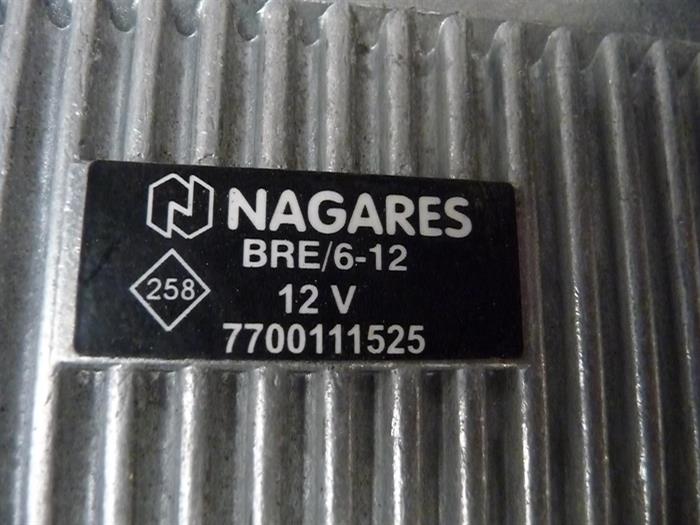 NAGARES
BRE/6-12
258
12 V
7700111525